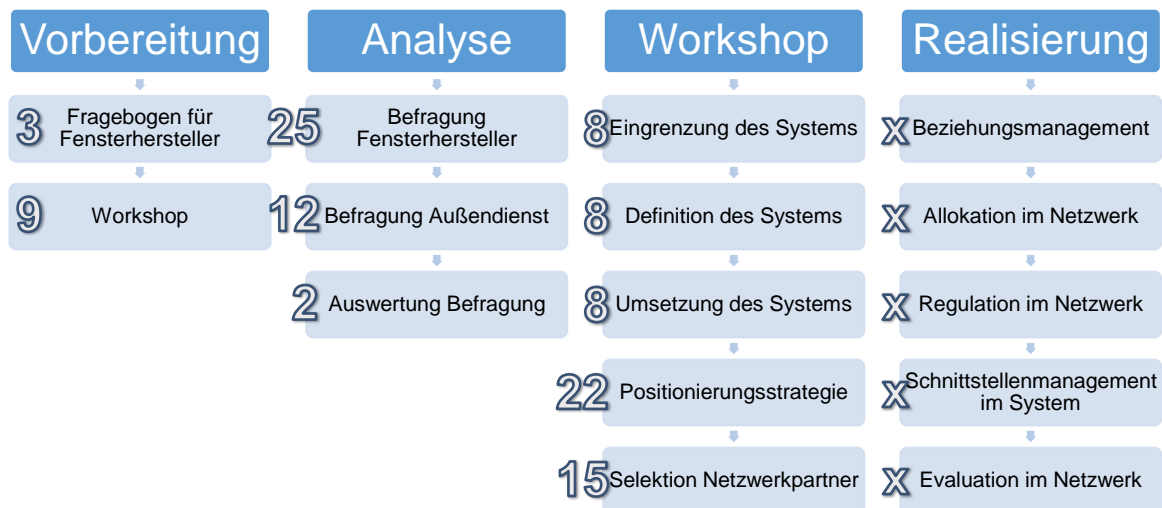 Vorbereitung
3 Fragebogen für
Fensterhersteller
9 Workshop
Analyse
25 Befragung
Fensterhersteller
12 Befragung Außendienst
2 Auswertung Befragung
Workshop
8 Eingrenzung des Systems
8 Definition des Systems
8 Umsetzung des Systems
22 Positionierungsstrategie
15 Selektion Netzwerkpartner
Realisierung
x Beziehungsmanagement
x Allokation im Netzwerk
x Regulation im Netzwerk
x Schnittstellenmanagement
im System
x Evaluation im Netzwerk